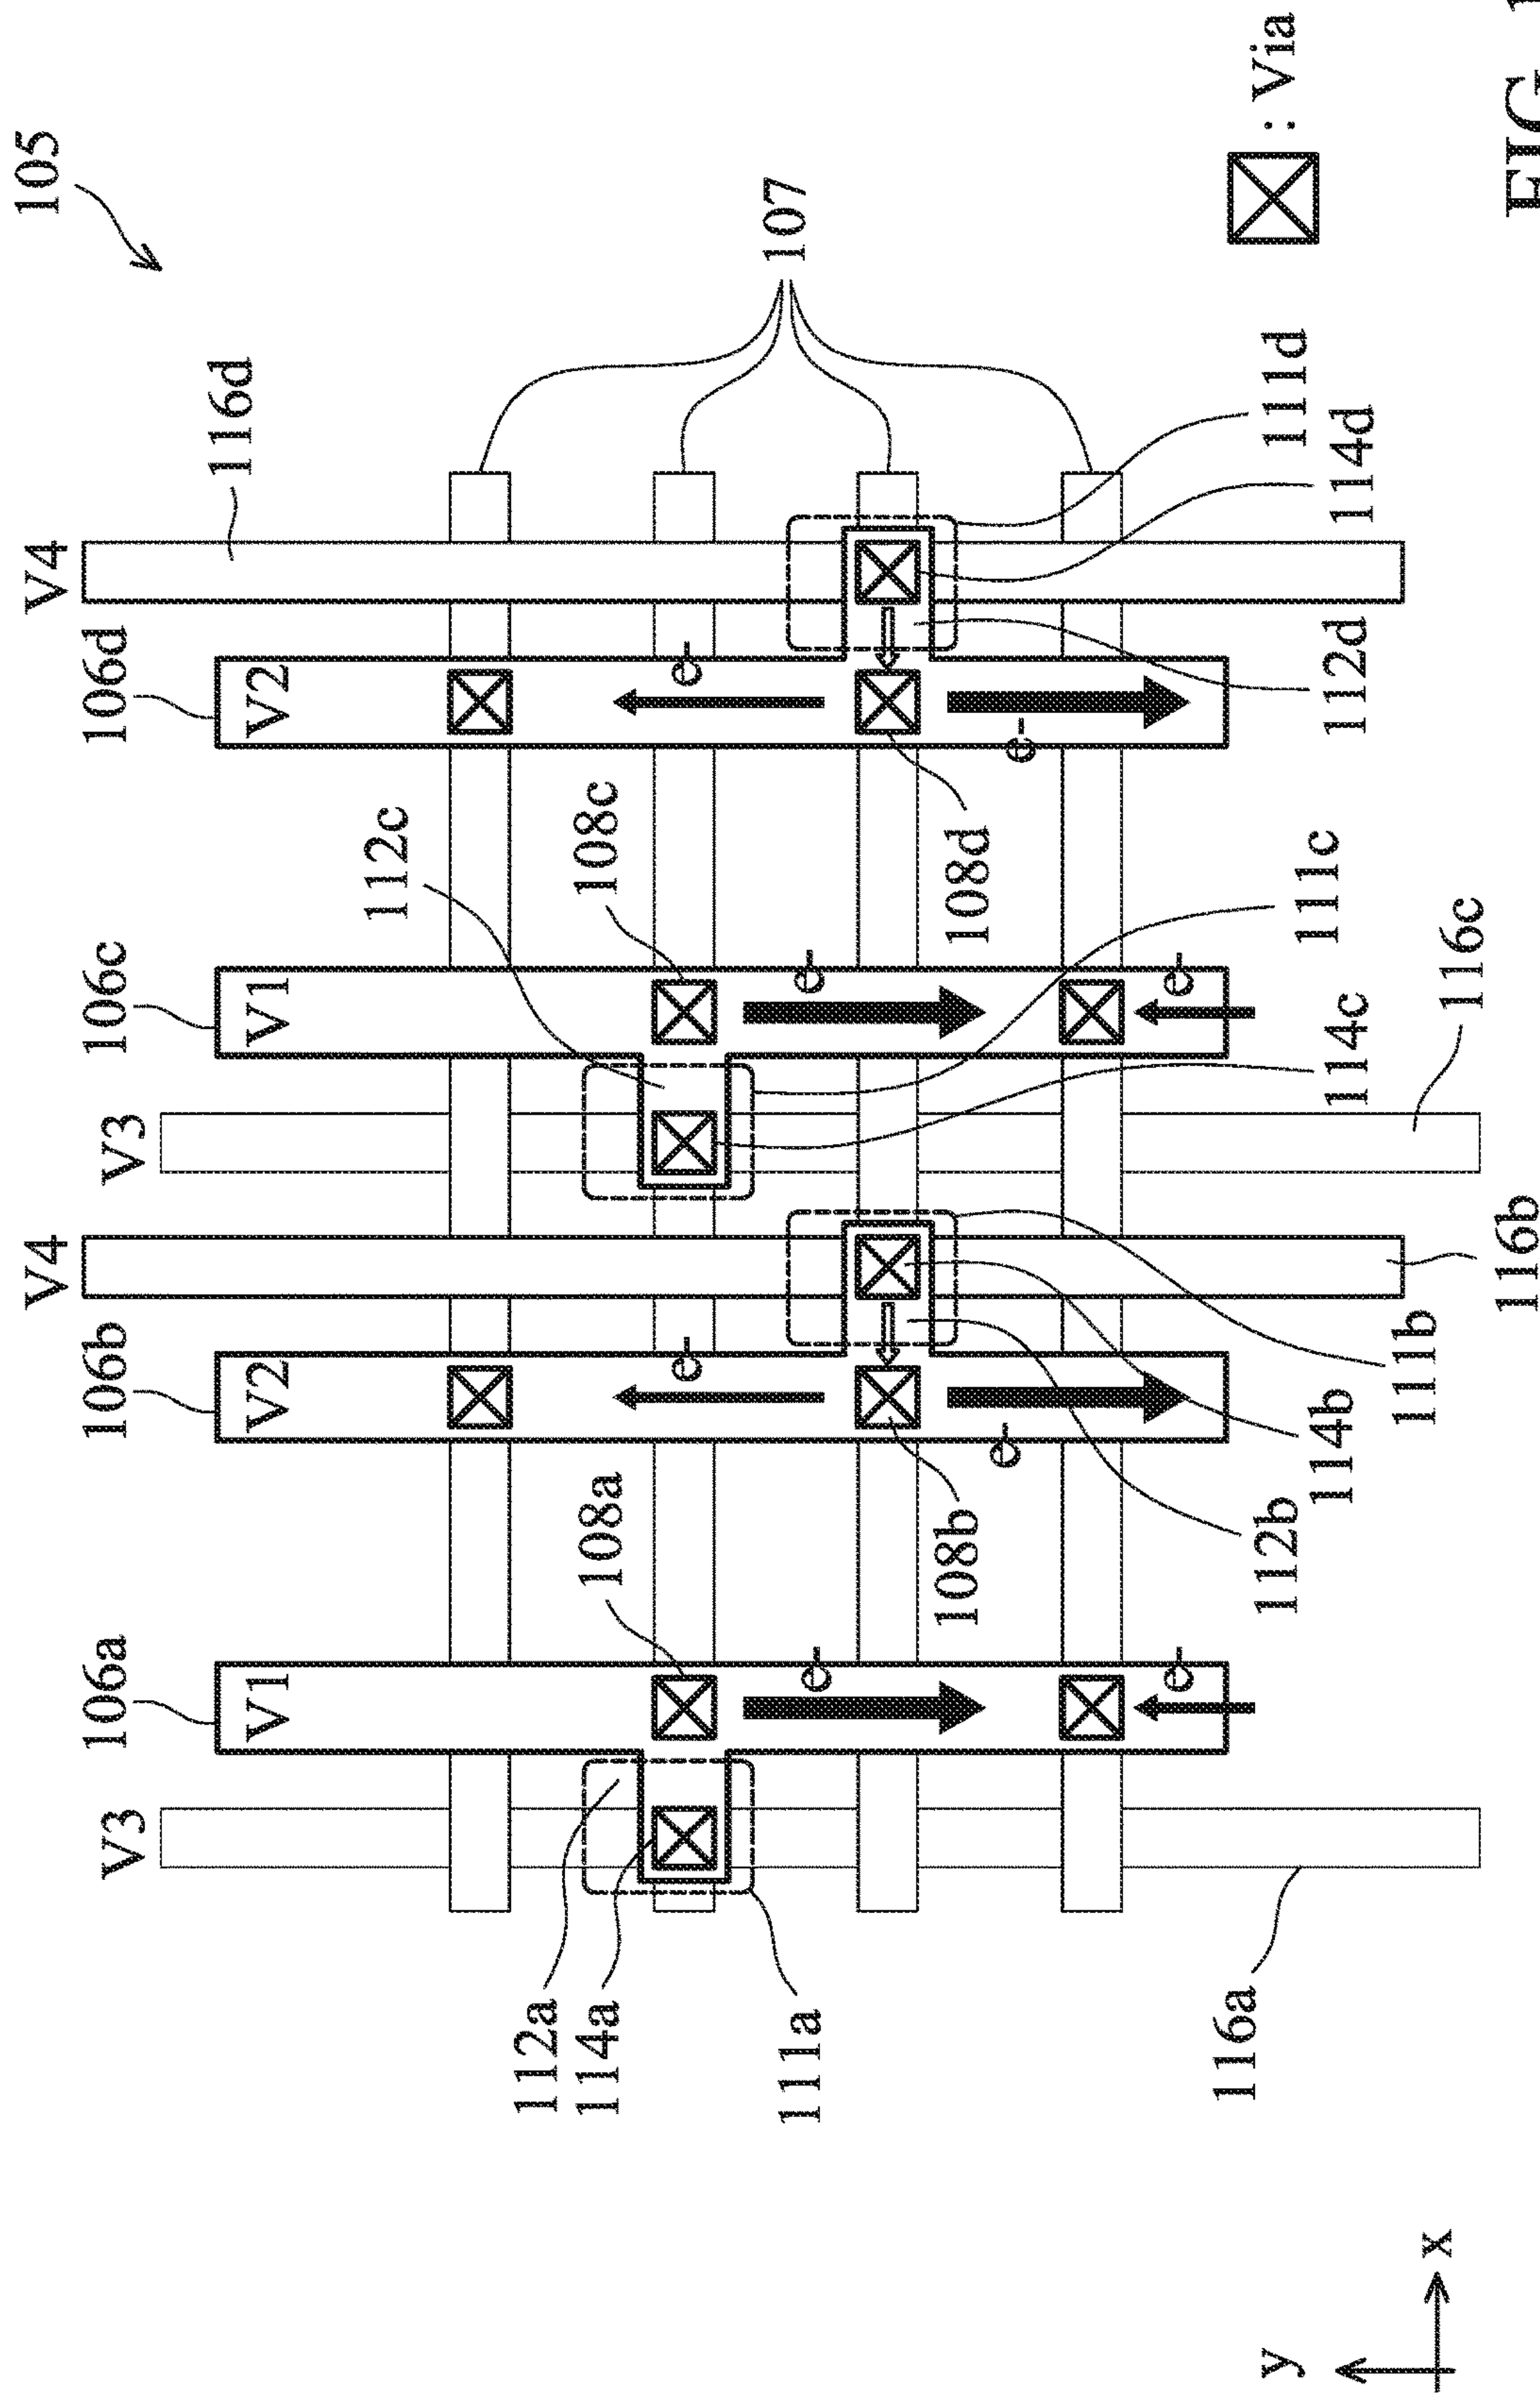 V4 V4 105
106a 106b 106c 106d
V3 V3
116d
V1 V2 V1 V2
112c
112a
114a 108a 108c
e- e-
107
111a
e- e-
108b 108d
e- e-
e- e-
116a
y 112b 111d : Via
111c
114b 114c 112d 114d
111b
x
116c
116b
FIG